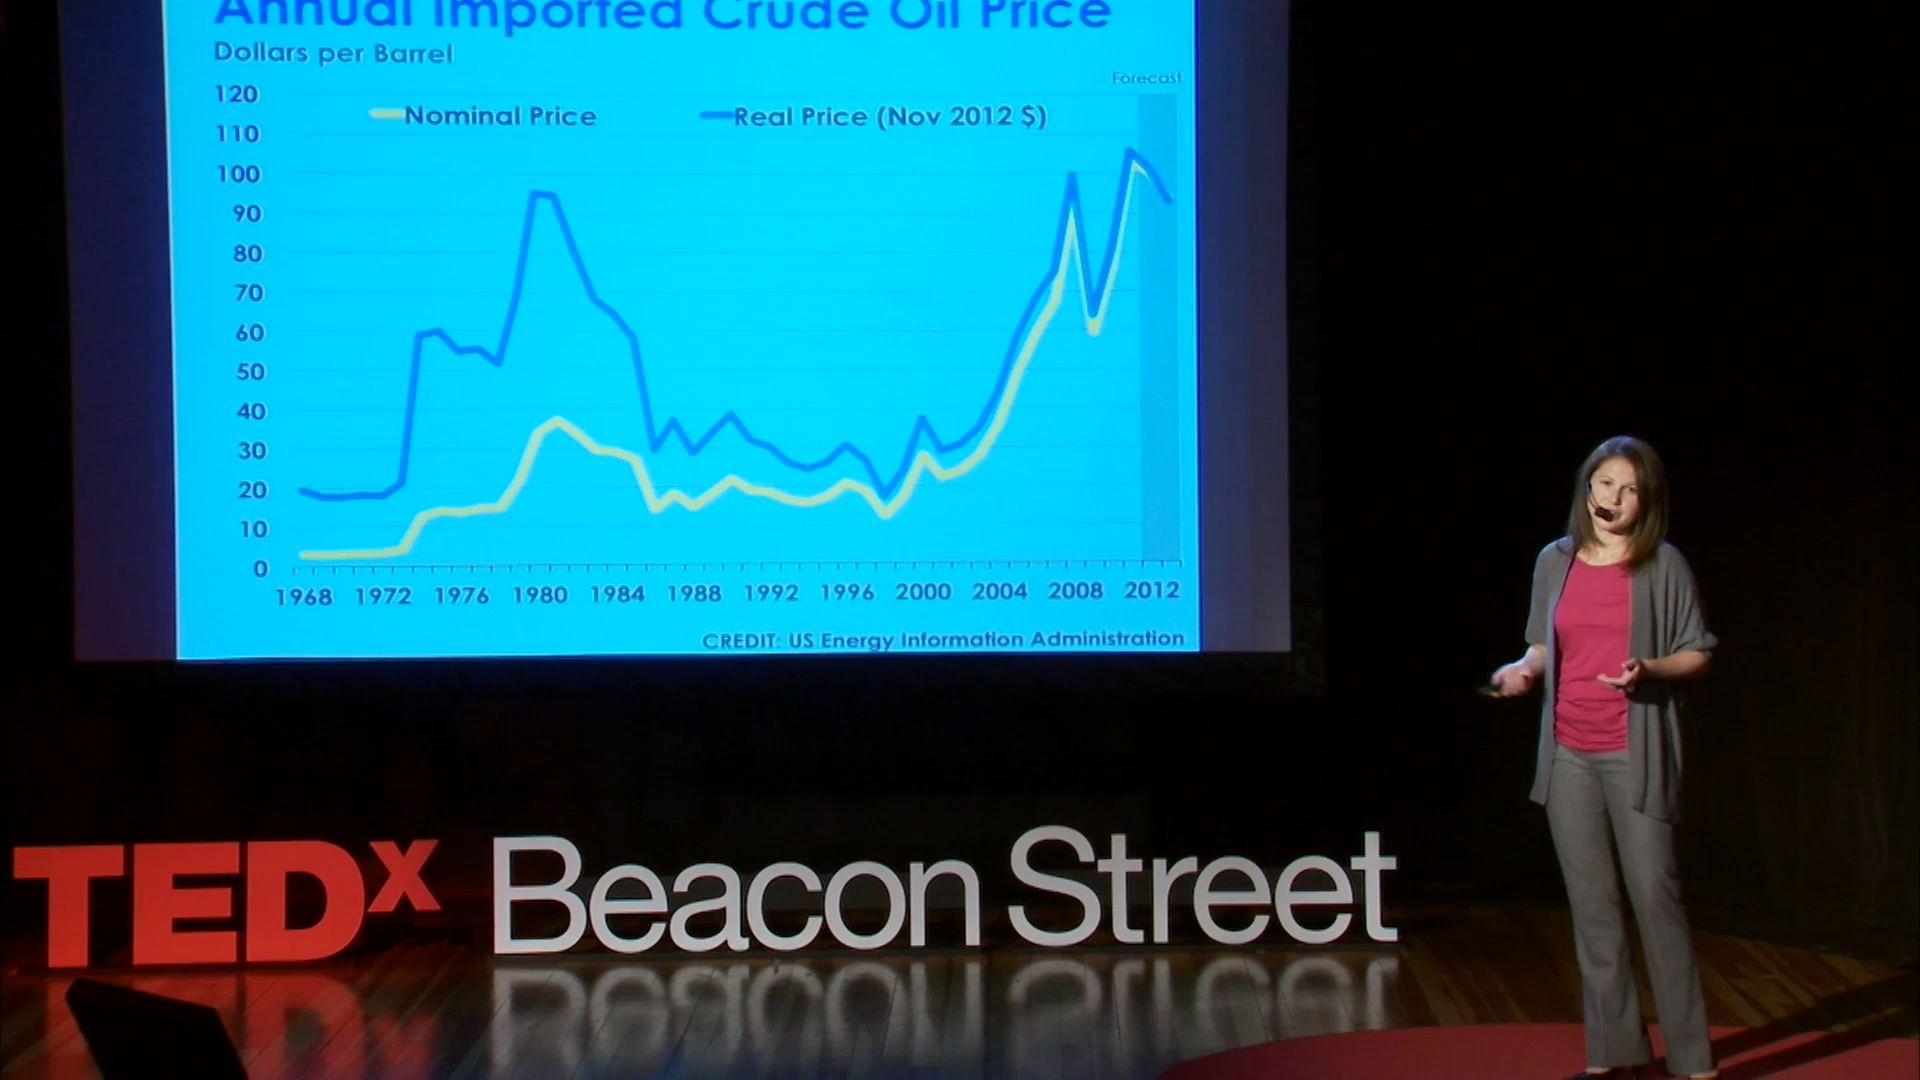 Annual Imported Crude Oil Price
Dollars per Barrel
Forecast
120
Nominal Price
Real Price (Nov 2012 $)
110
100
90
80
70
60
50
40
30
20
10
0
1968 1972 1976 1980 1984 1988 1992 1996 2000 2004 2008 2012
CREDIT: US Energy Information Administration
TEDx Beacon Street